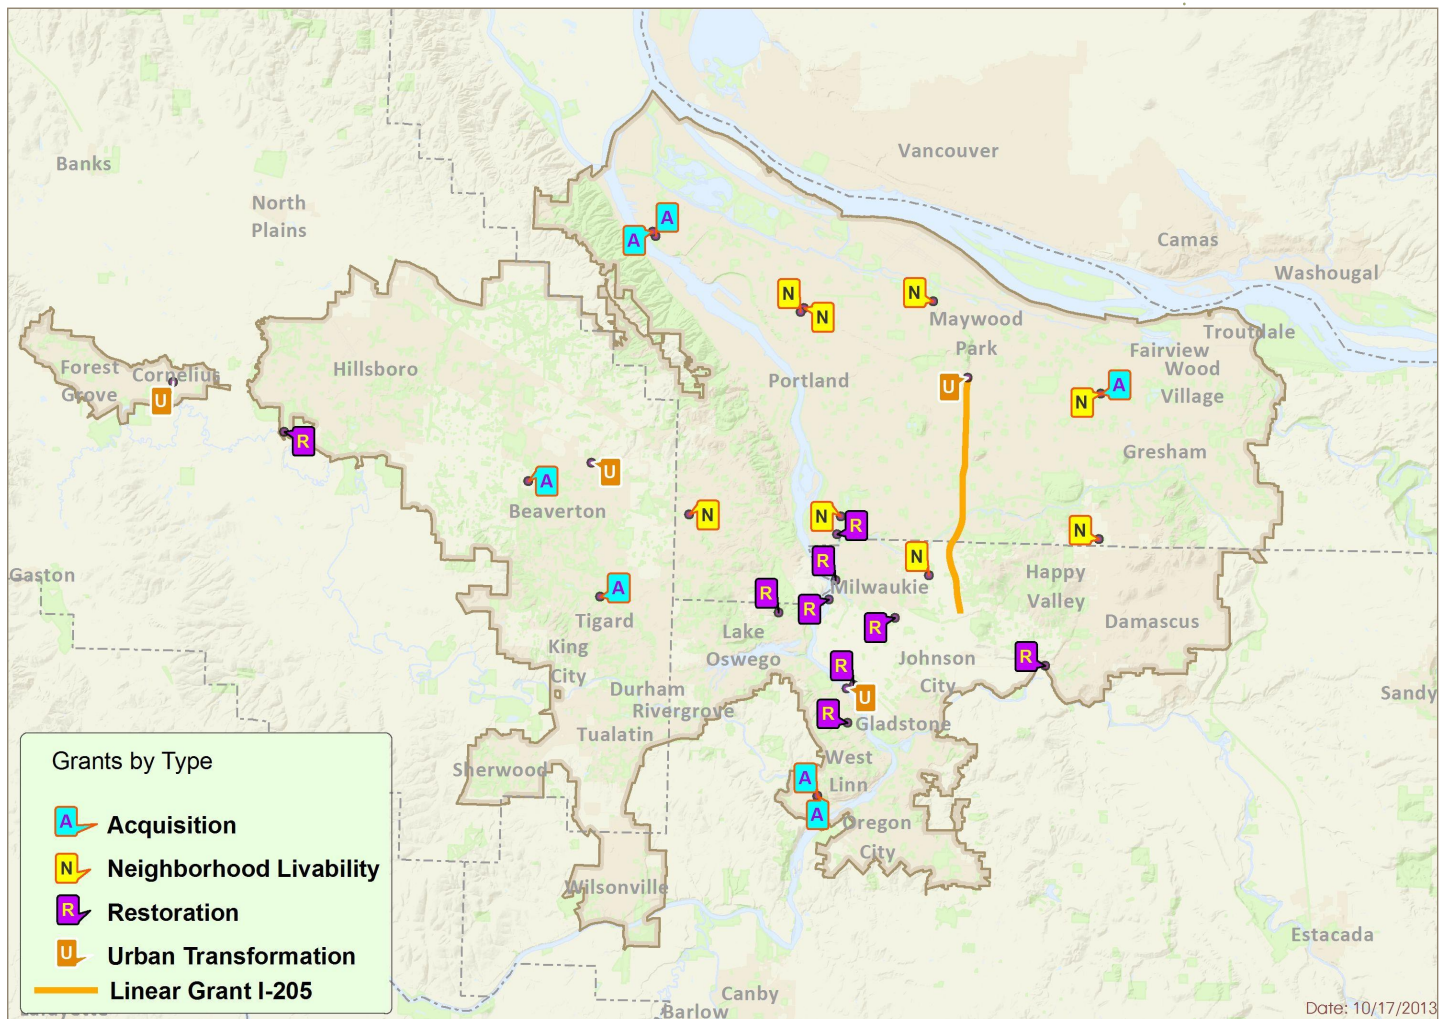 Vancouver
Banks
North
Plains
A
A
Camas
Washougal
N
N
N
Maywood
Park
Troutdale
Fairview
Wood
Village
Forest
Grove
Cornelius
U
Hillsboro
Portland
U
N
A
R
Gresham
A
U
Beaverton
N
N
R
N
N
Gaston
R
Milwaukie
Happy
Valley
A
Tigard
R
R
R
Damascus
King
City
Lake
Oswego
Johnson
City
R
R
Durham
Rivergrove
U
Sandy
R
Gladstone
Tualatin
Sherwood
West
Linn
A
A
Oregon
City
Wilsonville
Estacada
Canby
Barlow
Lafayette
Grants by Type
A Acquisition
N Neighborhood Livability
R Restoration
U Urban Transformation
Linear Grant I-205
Date: 10/17/2013